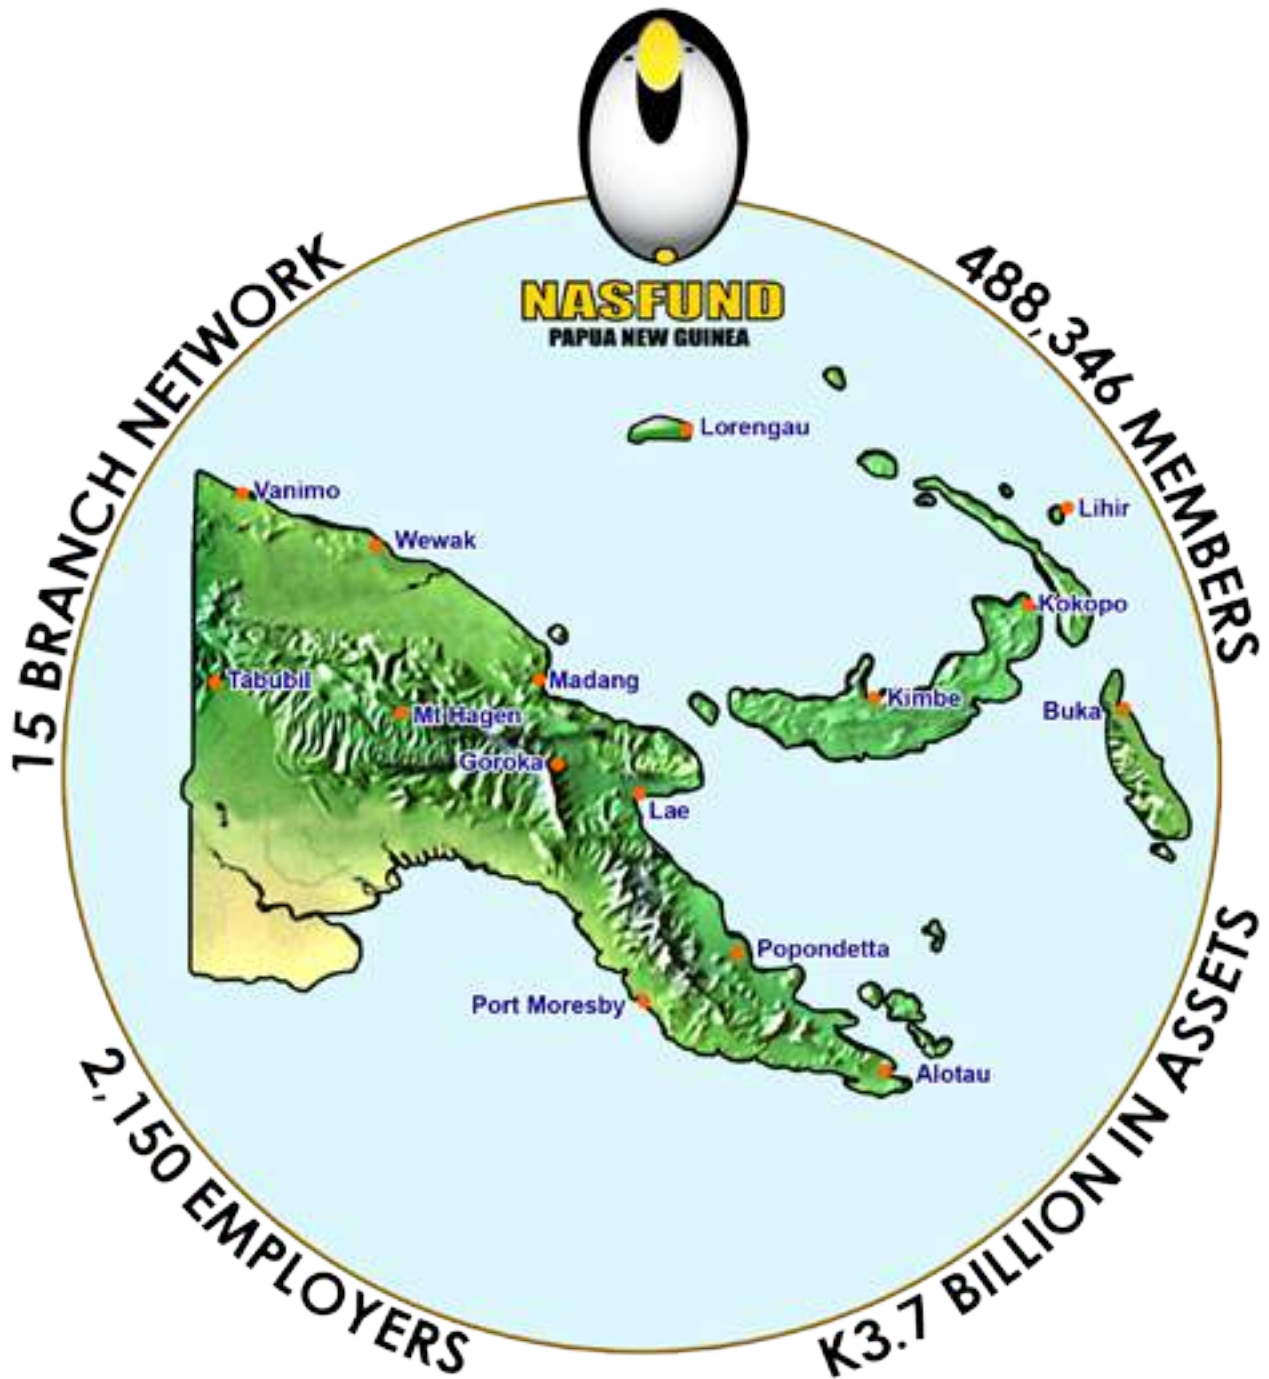 NASFUND
PAPUA NEW GUINEA
15 BRANCH NETWORK
488,346 MEMBERS
Lorengau
Vanimo
Lihir
Wewak
Kokopo
Tabubil
Madang
Kimbe
Buka
Mt Hagen
Goroka
Lae
Popondetta
Port Moresby
Alotau
2,150 EMPLOYERS
K3.7 BILLION IN ASSETS